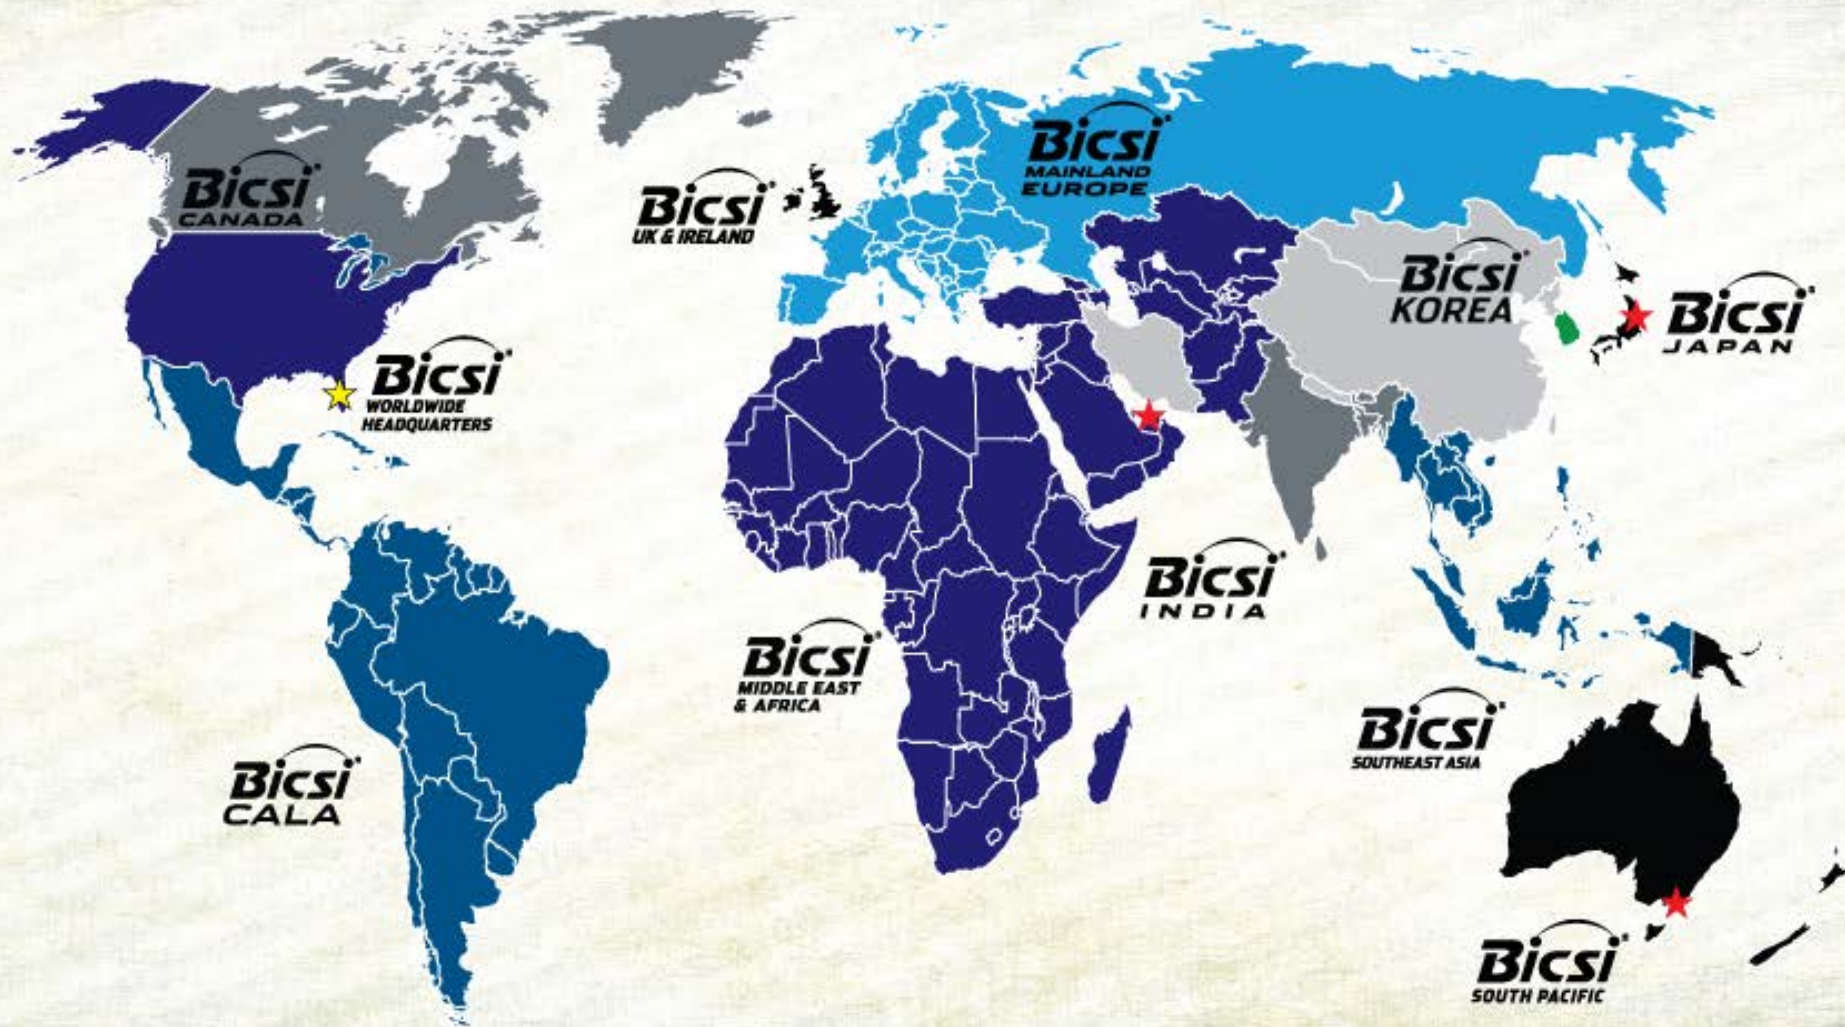 Bicsi
CANADA
Bicsi
UK & IRELAND
Bicsi
MAINLAND
EUROPE
Bicsi
KOREA
Bicsi
JAPAN
Bicsi
WORLDWIDE
HEADQUARTERS
Bicsi
INDIA
Bicsi
MIDDLE EAST
& AFRICA
Bicsi
SOUTHEAST ASIA
Bicsi
CALA
Bicsi
SOUTH PACIFIC